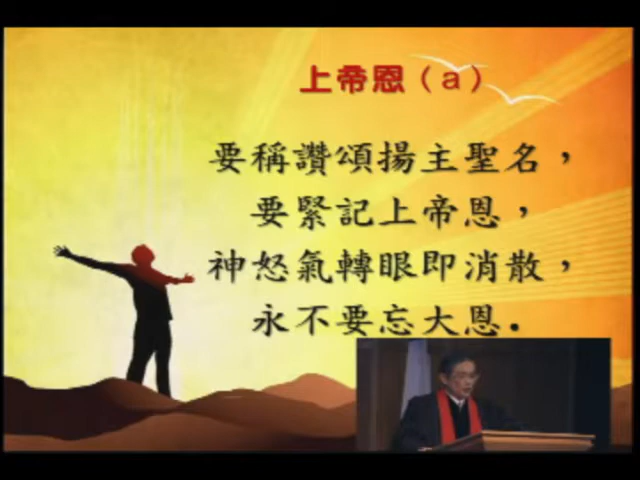 上帝恩（a）
要稱讚頌揚主聖名，
要緊記上帝恩，
神怒氣轉眼即消散，
永不要忘大恩．